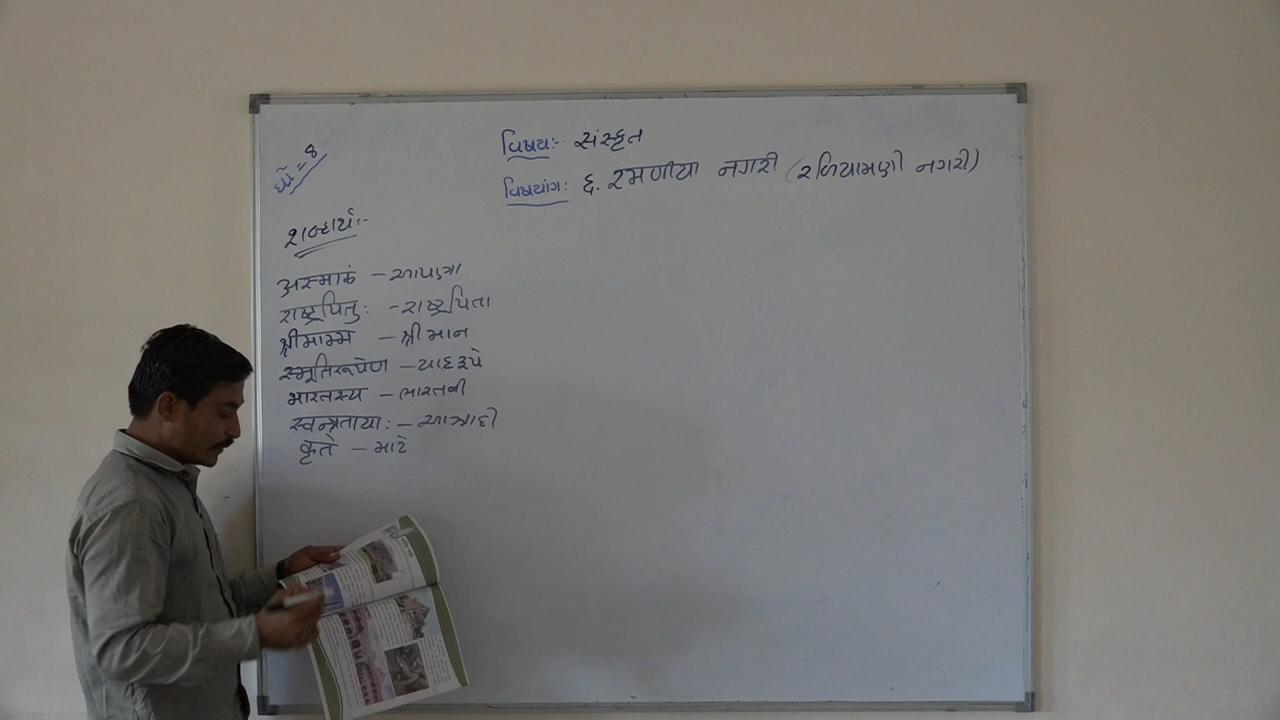 ધો = 8
વિષય:- સંસ્કૃત
વિષયાંગ: ૬. રમણીયા નગરી (રળિયામણી નગરી)
શબ્દાર્થ:-
अस्माकं - આપણા
राष्ट्रपितु: - રાષ્ટ્રપિતા
- શ્રીમાન
स्मृतिरूपेण - યાદરૂપે
भारतस्य - ભારતની
स्वन्त्रताया: - આઝાદી
कृते - માટે